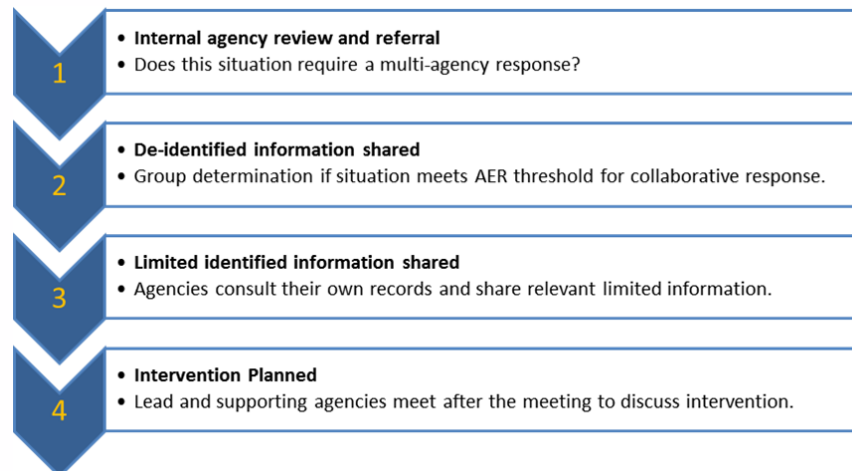 1
• Internal agency review and referral
• Does this situation require a multi-agency response?
2
• De-identified information shared
• Group determination if situation meets AER threshold for collaborative response.
3
• Limited identified information shared
• Agencies consult their own records and share relevant limited information.
4
• Intervention Planned
• Lead and supporting agencies meet after the meeting to discuss intervention.